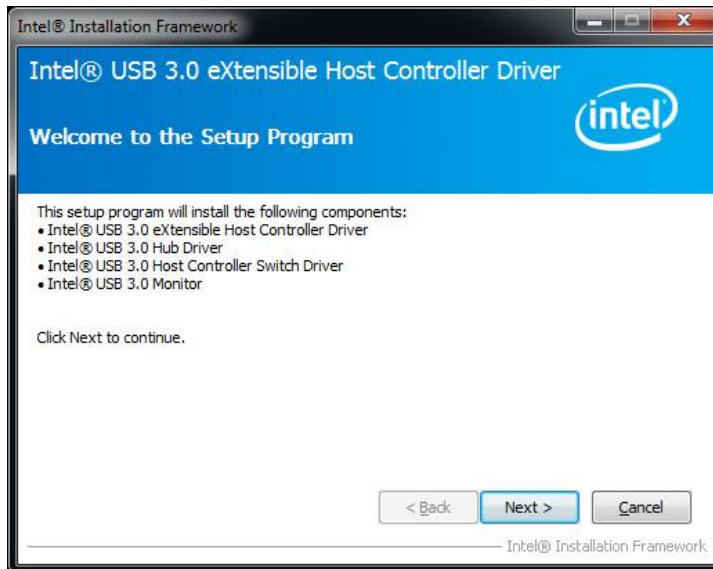 Intel® Installation Framework
Intel® USB 3.0 eXtensible Host Controller Driver
intel
Welcome to the Setup Program
This setup program will install the following components:
• Intel® USB 3.0 eXtensible Host Controller Driver
• Intel® USB 3.0 Hub Driver
• Intel® USB 3.0 Host Controller Switch Driver
• Intel® USB 3.0 Monitor
Click Next to continue.
< Back Next > Cancel
Intel® Installation Framework